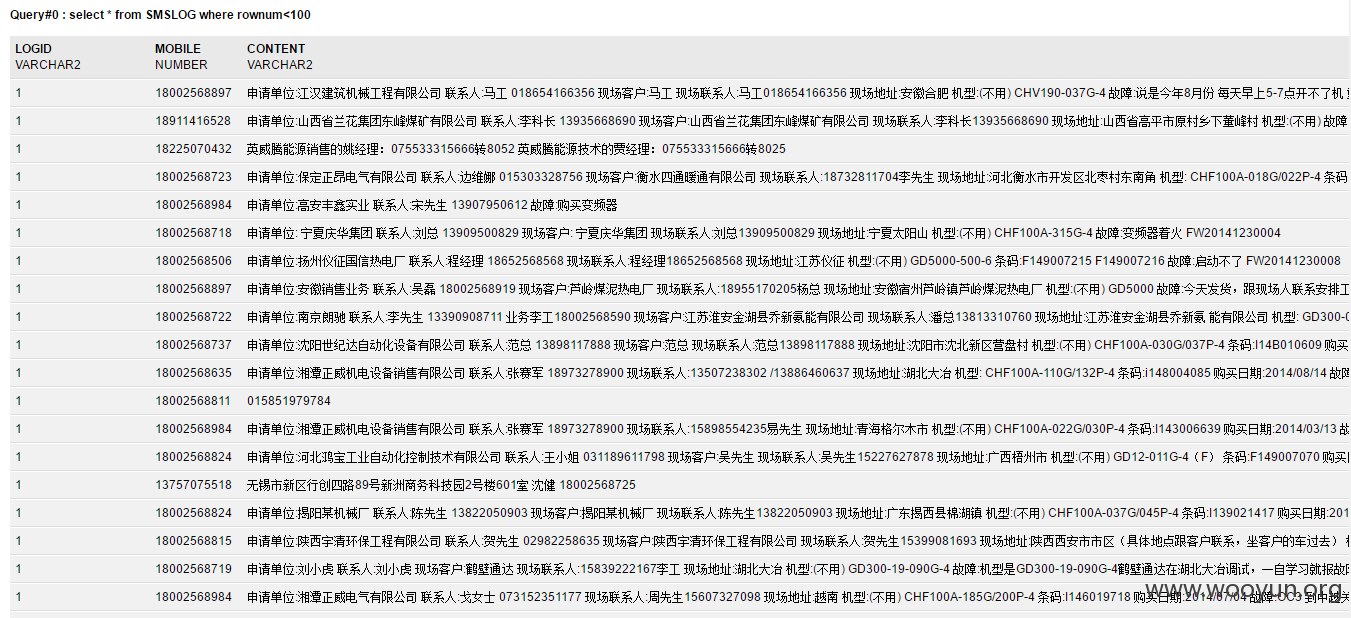 Query#0 : select * from SMSLOG where rownum<100
LOGID MOBILE CONTENT
VARCHAR2 NUMBER VARCHAR2
1 18002568897 申请单位:江汉建筑机械工程有限公司 联系人:马工 018654166356 现场客户:马工 现场联系人:马工018654166356 现场地址:安徽合肥 机型:(不用) CHV190-037G-4 故障:说是今年8月份 每天早上5-7点开不了机
1 18911416528 申请单位:山西省兰花集团东峰煤矿有限公司 联系人:李科长 13935668690 现场客户:山西省兰花集团东峰煤矿有限公司 现场联系人:李科长13935668690 现场地址:山西省高平市原村乡下董峰村 机型:(不用) 故障
1 18225070432 英威腾能源销售的姚经理：075533315666转8052 英威腾能源技术的贾经理：075533315666转8025
1 18002568723 申请单位:保定正昂电气有限公司 联系人:边维娜 015303328756 现场客户:衡水四通暖通有限公司 现场联系人:18732811704李先生 现场地址:河北衡水市开发区北枣村东南角 机型: CHF100A-018G/022P-4 条码
1 18002568984 申请单位:高安丰鑫实业 联系人:宋先生 13907950612 故障:购买变频器
1 18002568718 申请单位: 宁夏庆华集团 联系人:刘总 13909500829 现场客户: 宁夏庆华集团 现场联系人:刘总13909500829 现场地址:宁夏太阳山 机型:(不用) CHF100A-315G-4 故障:变频器着火 FW20141230004
1 18002568506 申请单位:扬州仪征国信热电厂 联系人:程经理 18652568568 现场联系人:程经理18652568568 现场地址:江苏仪征 机型:(不用) GD5000-500-6 条码:F149007215 F149007216 故障:启动不了 FW20141230008
1 18002568897 申请单位:安徽销售业务 联系人:吴磊 18002568919 现场客户:芦岭煤泥热电厂 现场联系人:18955170205杨总 现场地址:安徽宿州芦岭镇芦岭煤泥热电厂 机型:(不用) GD5000 故障:今天发货，跟现场人联系安排工
1 18002568722 申请单位:南京朗驰 联系人:李先生 13390908711 业务李工18002568590 现场客户:江苏淮安金湖县乔新氨能有限公司 现场联系人:潘总13813310760 现场地址:江苏淮安金湖县乔新氨 能有限公司 机型: GD300-0
1 18002568737 申请单位:沈阳世纪达自动化设备有限公司 联系人:范总 13898117888 现场客户:范总 现场联系人:范总13898117888 现场地址:沈阳市沈北新区营盘村 机型:(不用) CHF100A-030G/037P-4 条码:I14B010609 购买
1 18002568635 申请单位:湘潭正威机电设备销售有限公司 联系人:张赛军 18973278900 现场联系人:13507238302 /13886460637 现场地址:湖北大冶 机型: CHF100A-110G/132P-4 条码:i148004085 购买日期:2014/08/14 故障
1 18002568811 015851979784
1 18002568984 申请单位:湘潭正威机电设备销售有限公司 联系人:张赛军 18973278900 现场联系人:15898554235易先生 现场地址:青海格尔木市 机型:(不用) CHF100A-022G/030P-4 条码:I143006639 购买日期:2014/03/13 故
1 18002568824 申请单位:河北鸿宝工业自动化控制技术有限公司 联系人:王小姐 031189611798 现场客户:吴先生 现场联系人:吴先生15227627878 现场地址:广西梧州市 机型:(不用) GD12-011G-4（F） 条码:F149007070 购买
1 13757075518 无锡市新区行创四路89号新洲商务科技园2号楼601室 沈健 18002568725
1 18002568824 申请单位:揭阳某机械厂 联系人:陈先生 13822050903 现场客户:揭阳某机械厂 现场联系人:陈先生13822050903 现场地址:广东揭西县棉湖镇 机型:(不用) CHF100A-037G/045P-4 条码:I139021417 购买日期:201
1 18002568815 申请单位:陕西宇清环保工程有限公司 联系人:贺先生 02982258635 现场客户:陕西宇清环保工程有限公司 现场联系人:贺先生15399081693 现场地址:陕西西安市市区（具体地点跟客户联系，坐客户的车过去）
1 18002568719 申请单位:刘小虎 联系人:刘小虎 现场客户:鹤壁通达 现场联系人:15839222167李工 现场地址:湖北大冶 机型:(不用) GD300-19-090G-4 故障:机型是GD300-19-090G-4鹤壁通达在湖北大冶调试，一自学习就报故
1 18002568984 申请单位:湘潭正威电气有限公司 联系人:戈女士 073152351177 现场联系人:周先生15607327098 现场地址:越南 机型:(不用) CHF100A-185G/200P-4 条码:I146019718 购买日期:2014/07/04 故障:OC3
www.wooyun.org